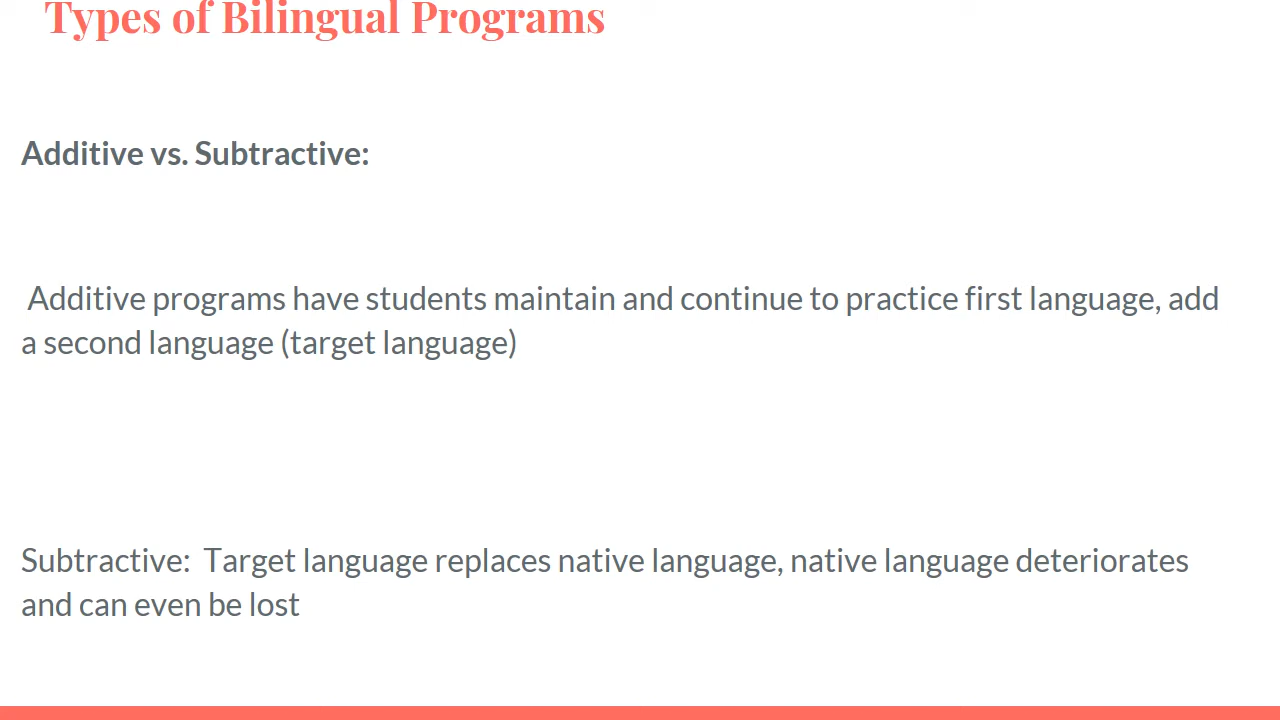 Types of Bilingual Programs
Additive vs. Subtractive:
Additive programs have students maintain and continue to practice first language, add
a second language (target language)
Subtractive:  Target language replaces native language, native language deteriorates
and can even be lost